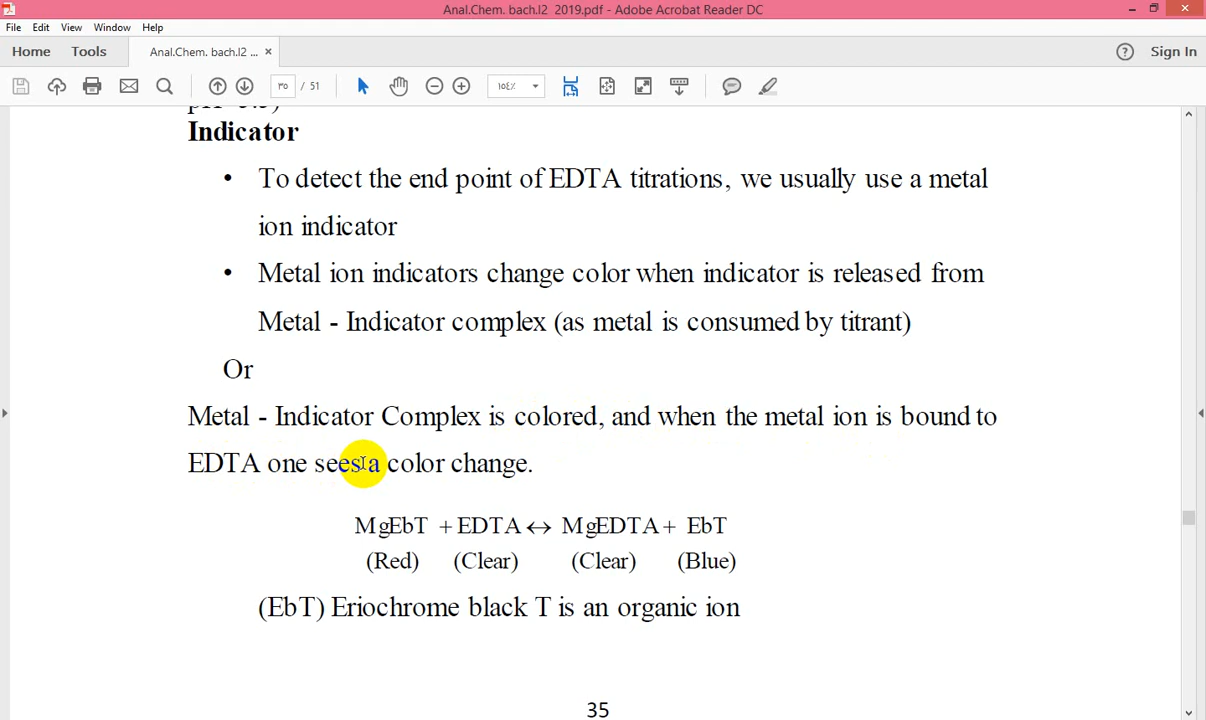 Anal.Chem. bach.l2 2019.pdf - Adobe Acrobat Reader DC
File Edit View Window Help
Home Tools Anal.Chem. bach.l2 ... × Sign In
٣٥ / 51 ١٥٤٪
Indicator
• To detect the end point of EDTA titrations, we usually use a metal
ion indicator
• Metal ion indicators change color when indicator is released from
Metal - Indicator complex (as metal is consumed by titrant)
Or
Metal - Indicator Complex is colored, and when the metal ion is bound to
EDTA one sees a color change.
MgEbT + EDTA ↔ MgEDTA + EbT
(Red) (Clear) (Clear) (Blue)
(EbT) Eriochrome black T is an organic ion
35